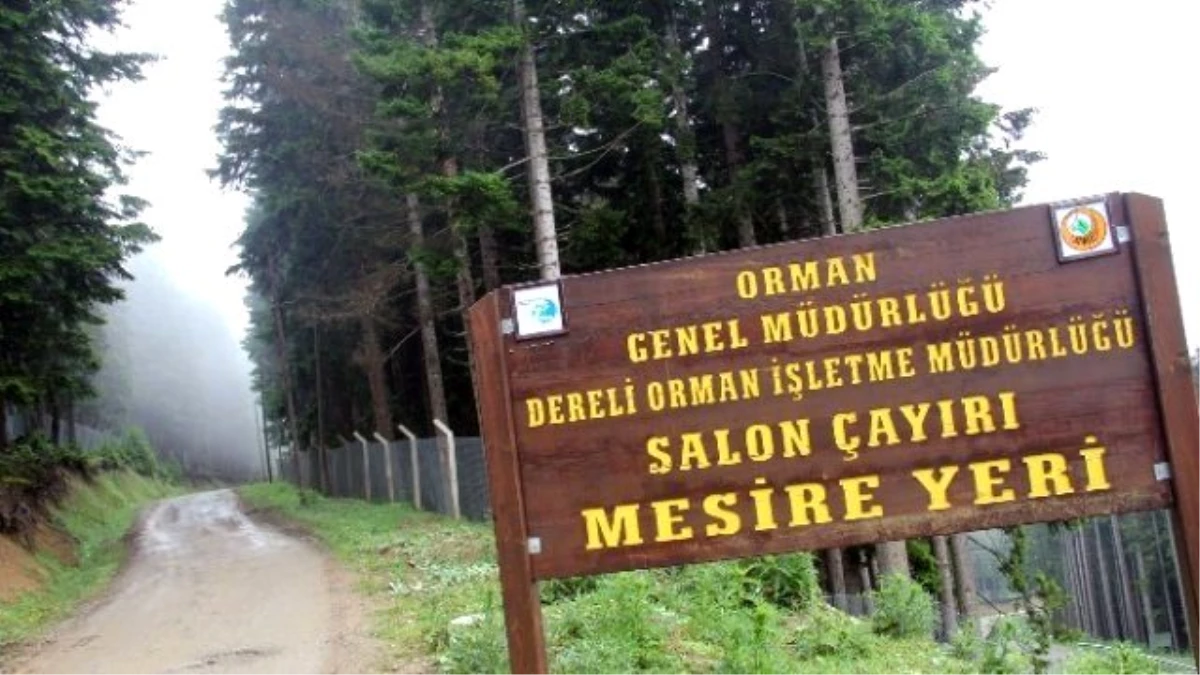 ORMAN
GENEL MÜDÜRLÜĞÜ
DERELİ ORMAN İŞLETME MÜDÜRLÜĞÜ
SALON ÇAYIRI
MESİRE YERİ